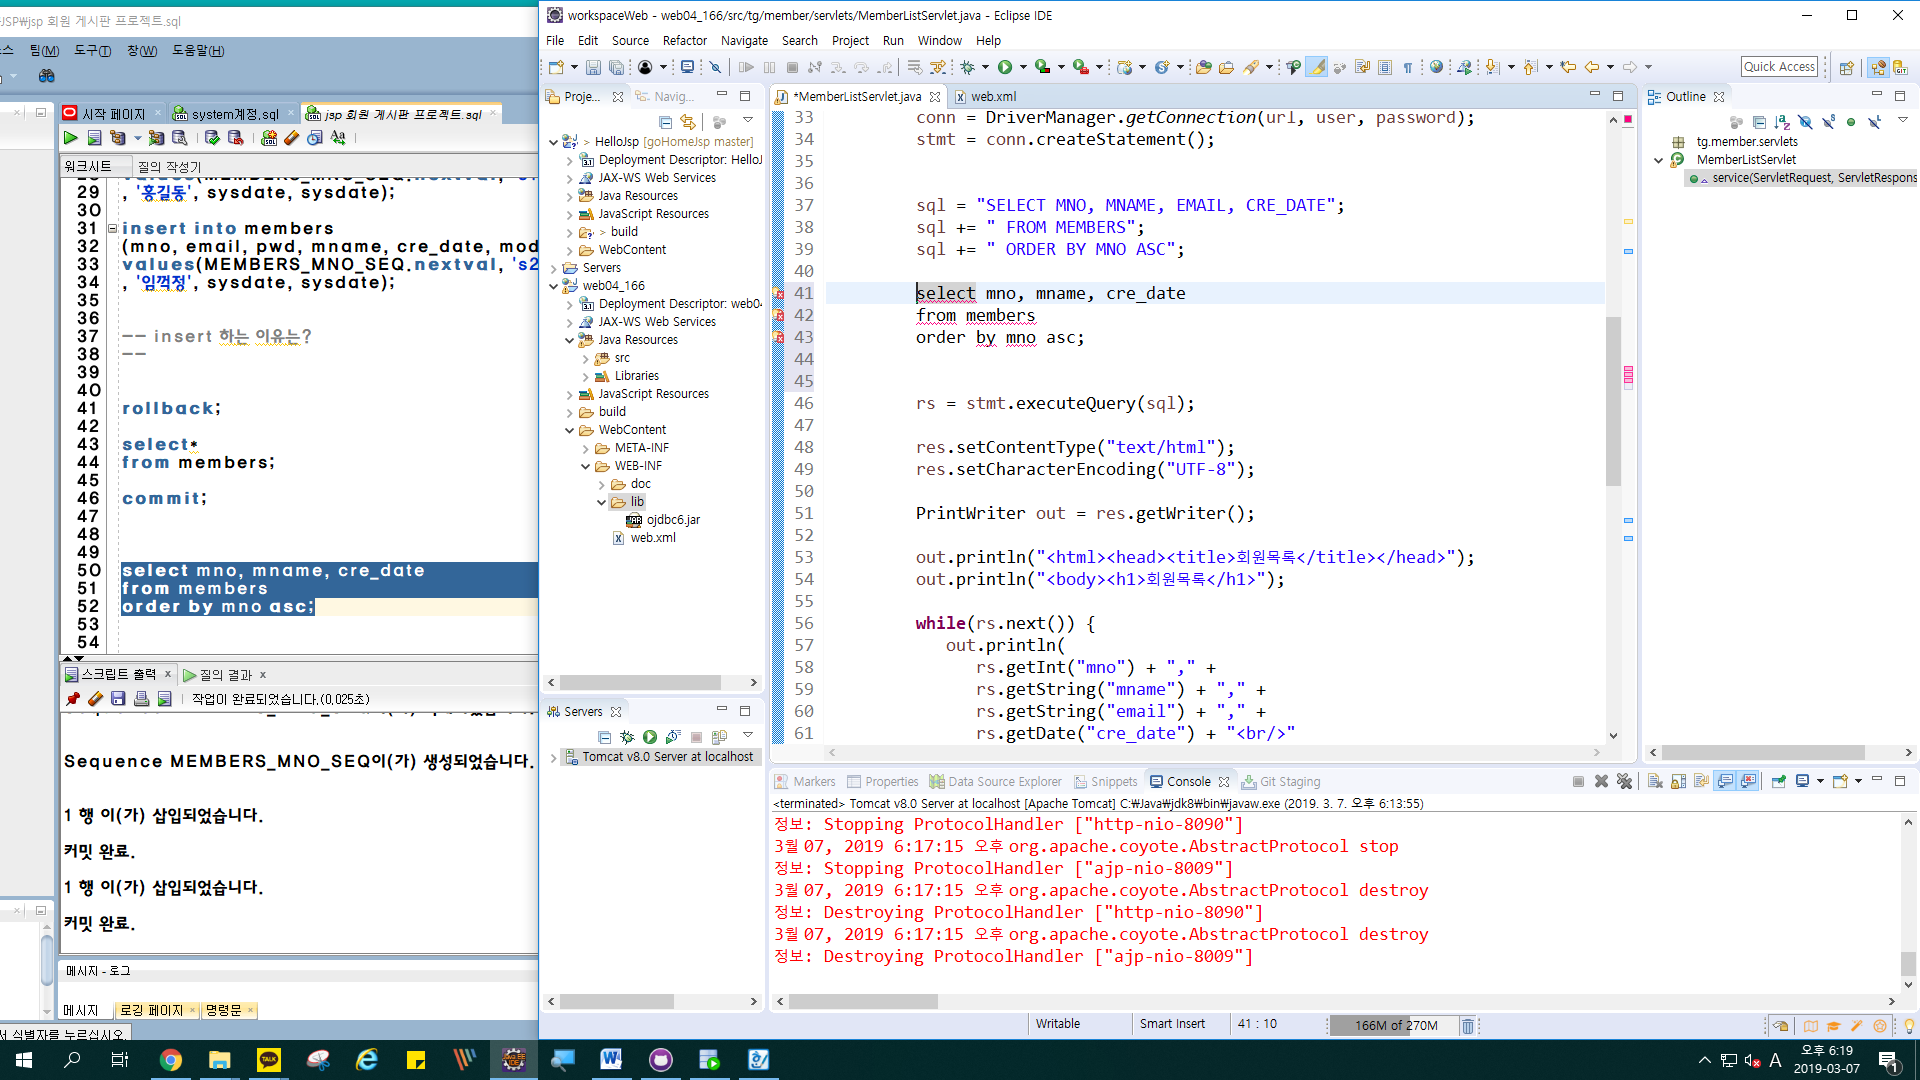 JSP₩jsp 회원 게시판 프로젝트.sql
스 팀(M) 도구(T) 창(W) 도움말(H)
시작 페이지
system계정.sql
jsp 회원 게시판 프로젝트.sql
워크시트 질의 작성기
29 , '홍길동', sysdate, sysdate);
30
31 insert into members
32 (mno, email, pwd, mname, cre_date, mod
33 values(MEMBERS_MNO_SEQ.nextval, 's2
34 , '임꺽정', sysdate, sysdate);
35
36
37 -- insert 하는 이유는?
38 --
39
40
41 rollback;
42
43 select*
44 from members;
45
46 commit;
47
48
49
50 select mno, mname, cre_date
51 from members
52 order by mno asc;
53
54
스크립트 출력 × 질의 결과 ×
작업이 완료되었습니다.(0,025초)
Sequence MEMBERS_MNO_SEQ이(가) 생성되었습니다.
1 행 이(가) 삽입되었습니다.
커밋 완료.
1 행 이(가) 삽입되었습니다.
커밋 완료.
메시지 - 로그
메시지 로깅 페이지 × 명령문 ×
서 식별자를 누르십시오.
workspaceWeb - web04_166/src/tg/member/servlets/MemberListServlet.java - Eclipse IDE
File Edit Source Refactor Navigate Search Project Run Window Help
Quick Access
Proje... Navig...
> HelloJsp [goHomeJsp master]
Deployment Descriptor: HelloJ
JAX-WS Web Services
Java Resources
JavaScript Resources
> build
WebContent
Servers
web04_166
Deployment Descriptor: web0
JAX-WS Web Services
Java Resources
src
Libraries
JavaScript Resources
build
WebContent
META-INF
WEB-INF
doc
lib
ojdbc6.jar
web.xml
Servers
Tomcat v8.0 Server at localhost
*MemberListServlet.java web.xml
33 conn = DriverManager.getConnection(url, user, password);
34 stmt = conn.createStatement();
35
36
37 sql = "SELECT MNO, MNAME, EMAIL, CRE_DATE";
38 sql += " FROM MEMBERS";
39 sql += " ORDER BY MNO ASC";
40
41 select mno, mname, cre_date
42 from members
43 order by mno asc;
44
45
46 rs = stmt.executeQuery(sql);
47
48 res.setContentType("text/html");
49 res.setCharacterEncoding("UTF-8");
50
51 PrintWriter out = res.getWriter();
52
53 out.println("<html><head><title>회원목록</title></head>");
54 out.println("<body><h1>회원목록</h1>");
55
56 while(rs.next()) {
57 out.println(
58 rs.getInt("mno") + "," +
59 rs.getString("mname") + "," +
60 rs.getString("email") + "," +
61 rs.getDate("cre_date") + "<br/>"
Outline
tg.member.servlets
MemberListServlet
service(ServletRequest, ServletRespons
Markers Properties Data Source Explorer Snippets Console Git Staging
<terminated> Tomcat v8.0 Server at localhost [Apache Tomcat] C:₩Java₩jdk8₩bin₩javaw.exe (2019. 3. 7. 오후 6:13:55)
정보: Stopping ProtocolHandler ["http-nio-8090"]
3월 07, 2019 6:17:15 오후 org.apache.coyote.AbstractProtocol stop
정보: Stopping ProtocolHandler ["ajp-nio-8009"]
3월 07, 2019 6:17:15 오후 org.apache.coyote.AbstractProtocol destroy
정보: Destroying ProtocolHandler ["http-nio-8090"]
3월 07, 2019 6:17:15 오후 org.apache.coyote.AbstractProtocol destroy
정보: Destroying ProtocolHandler ["ajp-nio-8009"]
Writable Smart Insert 41 : 10 166M of 270M
A 오후 6:19
2019-03-07
1